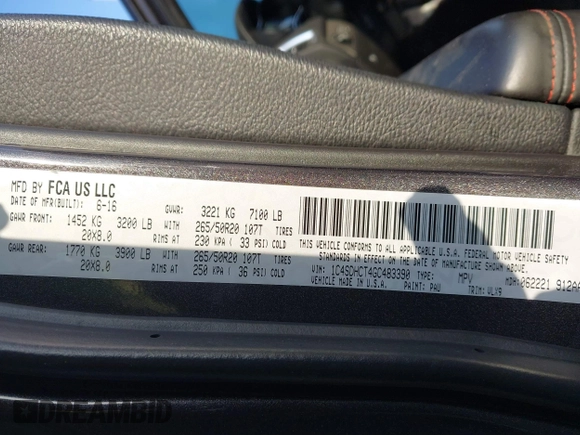 MFD BY FCA US LLC
DATE OF MFR(BUILT): 6-16 GVWR: 3221 KG 7100 LB
GAWR FRONT: 1452 KG 3200 LB WITH 265/50R20 107T TIRES
20X8.0 RIMS AT 230 KPA ( 33 PSI) COLD
GAWR REAR: 1770 KG 3900 LB WITH 265/50R20 107T TIRES
20X8.0 RIMS AT 250 KPA ( 36 PSI) COLD
THIS VEHICLE CONFORMS TO ALL APPLICABLE U.S.A. FEDERAL MOTOR VEHICLE SAFETY
STANDARDS IN EFFECT ON THE DATE OF MANUFACTURE SHOWN ABOVE.
VIN: 1C4SDHCT4GC483390 TYPE: MPV MDH: 062221 912AA
VEHICLE MADE IN U.S.A. PAINT: PAU TRIM: VLX9
DREAMBID